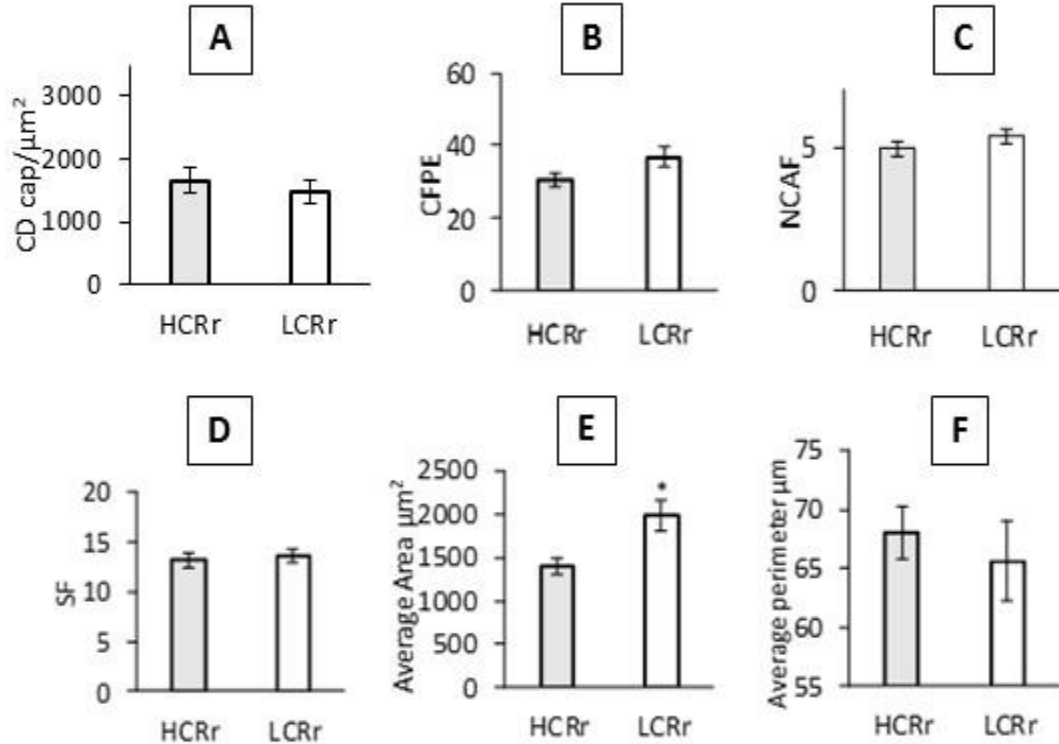 A
CD cap/µm²
3000
2000
1000
0
HCRr
LCRr
B
CFPE
60
40
20
0
HCRr
LCRr
C
NCAF
5
0
HCRr
LCRr
D
SF
20
15
10
5
0
HCRr
LCRr
E
Average Area µm²
2500
2000
1500
1000
500
0
*
HCRr
LCRr
F
Average perimeter µm
75
70
65
60
55
HCRr
LCRr